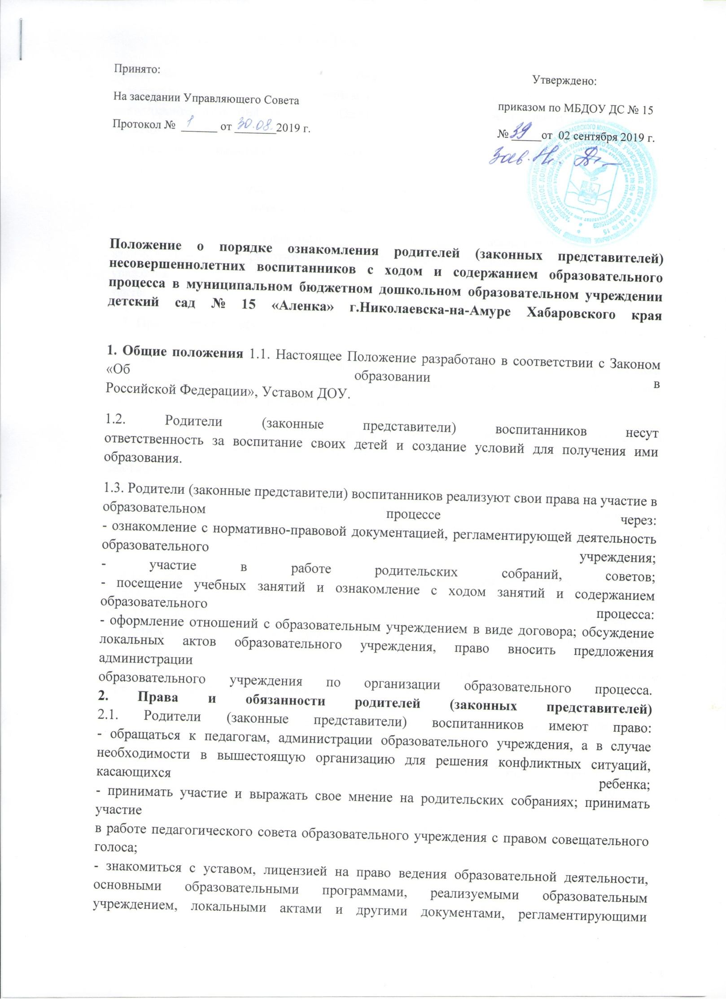 Принято:
Утверждено:
На заседании Управляющего Совета
приказом по МБДОУ ДС № 15
Протокол № 1 от 30.08.2019 г.
№ 39 от 02 сентября 2019 г.
Зав.
Положение о порядке ознакомления родителей (законных представителей)
несовершеннолетних воспитанников с ходом и содержанием образовательного
процесса в муниципальном бюджетном дошкольном образовательном учреждении
детский сад № 15 «Аленка» г.Николаевска-на-Амуре Хабаровского края
1. Общие положения 1.1. Настоящее Положение разработано в соответствии с Законом
«Об образовании в
Российской Федерации», Уставом ДОУ.
1.2. Родители (законные представители) воспитанников несут
ответственность за воспитание своих детей и создание условий для получения ими
образования.
1.3. Родители (законные представители) воспитанников реализуют свои права на участие в
образовательном процессе через:
- ознакомление с нормативно-правовой документацией, регламентирующей деятельность
образовательного учреждения;
- участие в работе родительских собраний, советов;
- посещение учебных занятий и ознакомление с ходом занятий и содержанием
образовательного процесса:
- оформление отношений с образовательным учреждением в виде договора; обсуждение
локальных актов образовательного учреждения, право вносить предложения
администрации
образовательного учреждения по организации образовательного процесса.
2. Права и обязанности родителей (законных представителей)
2.1. Родители (законные представители) воспитанников имеют право:
- обращаться к педагогам, администрации образовательного учреждения, а в случае
необходимости в вышестоящую организацию для решения конфликтных ситуаций,
касающихся ребенка;
- принимать участие и выражать свое мнение на родительских собраниях; принимать
участие
в работе педагогического совета образовательного учреждения с правом совещательного
голоса;
- знакомиться с уставом, лицензией на право ведения образовательной деятельности,
основными образовательными программами, реализуемыми образовательным
учреждением, локальными актами и другими документами, регламентирующими